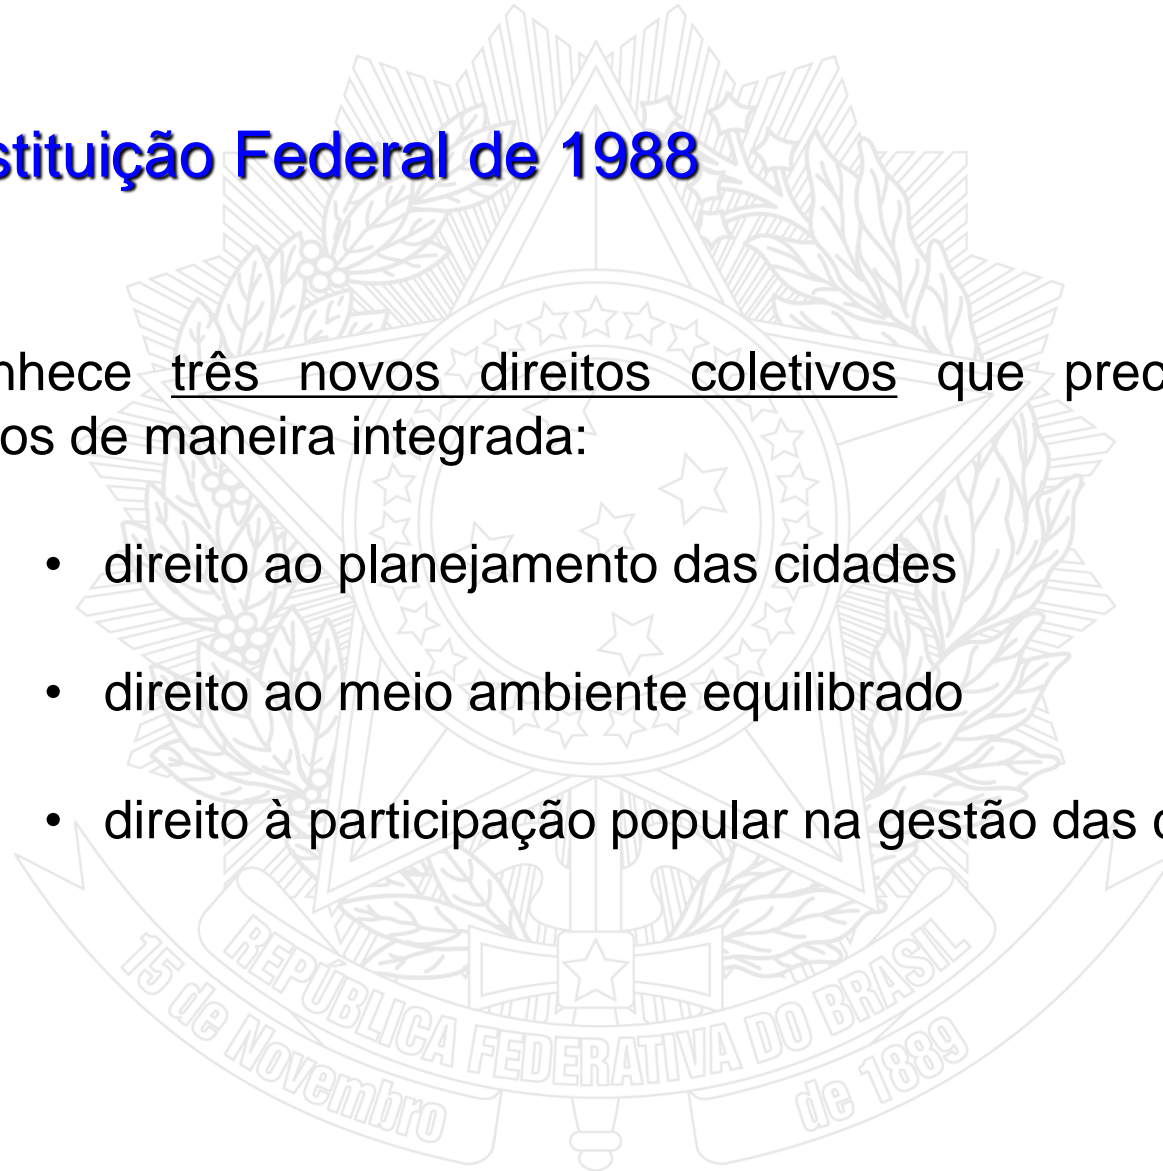 stituição Federal de 1988
nhece três novos direitos coletivos que prec
os de maneira integrada:
• direito ao planejamento das cidades
• direito ao meio ambiente equilibrado
• direito à participação popular na gestão das c
REPÚBLICA FEDERATIVA DO BRASIL
15 de Novembro de 1889